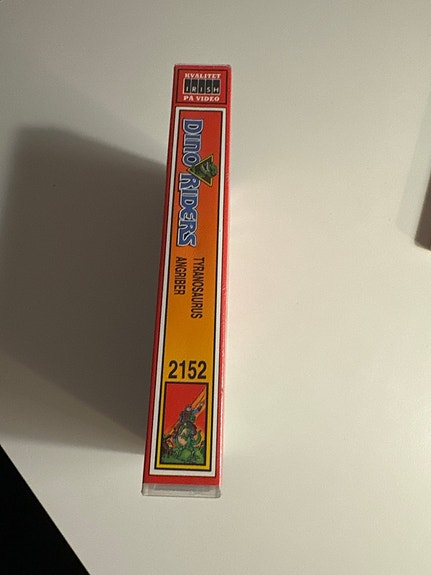 KVALITET
IRISH
PÅ VIDEO
DINO RIDERS
TYRANOSAURUS
ANGRIBER
2152